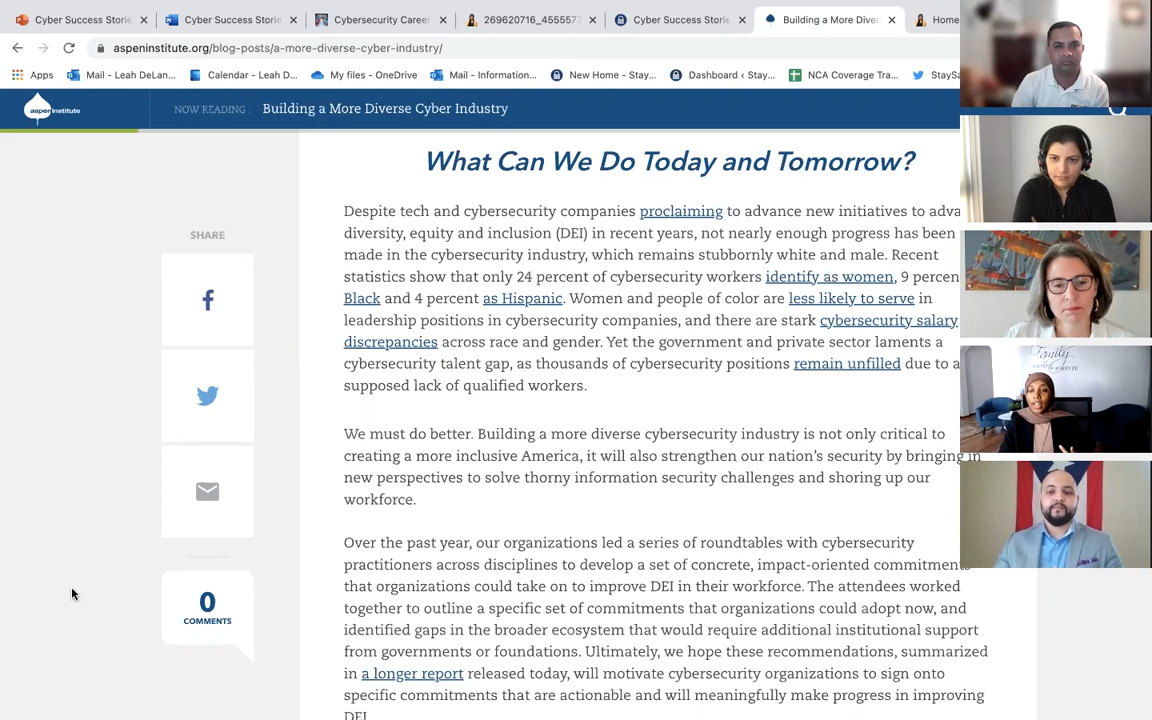 Cyber Success Storie
Cyber Success Storie
Cybersecurity Career
269620716_4555577
Cyber Success Storie
Building a More Diver
Home
aspeninstitute.org/blog-posts/a-more-diverse-cyber-industry/
Apps
Mail - Leah DeLan...
Calendar - Leah D...
My files - OneDrive
Mail - Information...
New Home - Stay...
Dashboard ‹ Stay...
NCA Coverage Tra...
StaySa
aspen institute
NOW READING :
Building a More Diverse Cyber Industry
What Can We Do Today and Tomorrow?
SHARE
Despite tech and cybersecurity companies proclaiming to advance new initiatives to adva
diversity, equity and inclusion (DEI) in recent years, not nearly enough progress has been
made in the cybersecurity industry, which remains stubbornly white and male. Recent
statistics show that only 24 percent of cybersecurity workers identify as women, 9 percen
Black and 4 percent as Hispanic. Women and people of color are less likely to serve in
leadership positions in cybersecurity companies, and there are stark cybersecurity salary
discrepancies across race and gender. Yet the government and private sector laments a
cybersecurity talent gap, as thousands of cybersecurity positions remain unfilled due to a
supposed lack of qualified workers.
We must do better. Building a more diverse cybersecurity industry is not only critical to
creating a more inclusive America, it will also strengthen our nation's security by bringing in
new perspectives to solve thorny information security challenges and shoring up our
workforce.
Over the past year, our organizations led a series of roundtables with cybersecurity
practitioners across disciplines to develop a set of concrete, impact-oriented commitments
that organizations could take on to improve DEI in their workforce. The attendees worked
together to outline a specific set of commitments that organizations could adopt now, and
identified gaps in the broader ecosystem that would require additional institutional support
from governments or foundations. Ultimately, we hope these recommendations, summarized
in a longer report released today, will motivate cybersecurity organizations to sign onto
specific commitments that are actionable and will meaningfully make progress in improving
DEI
0
COMMENTS
Family